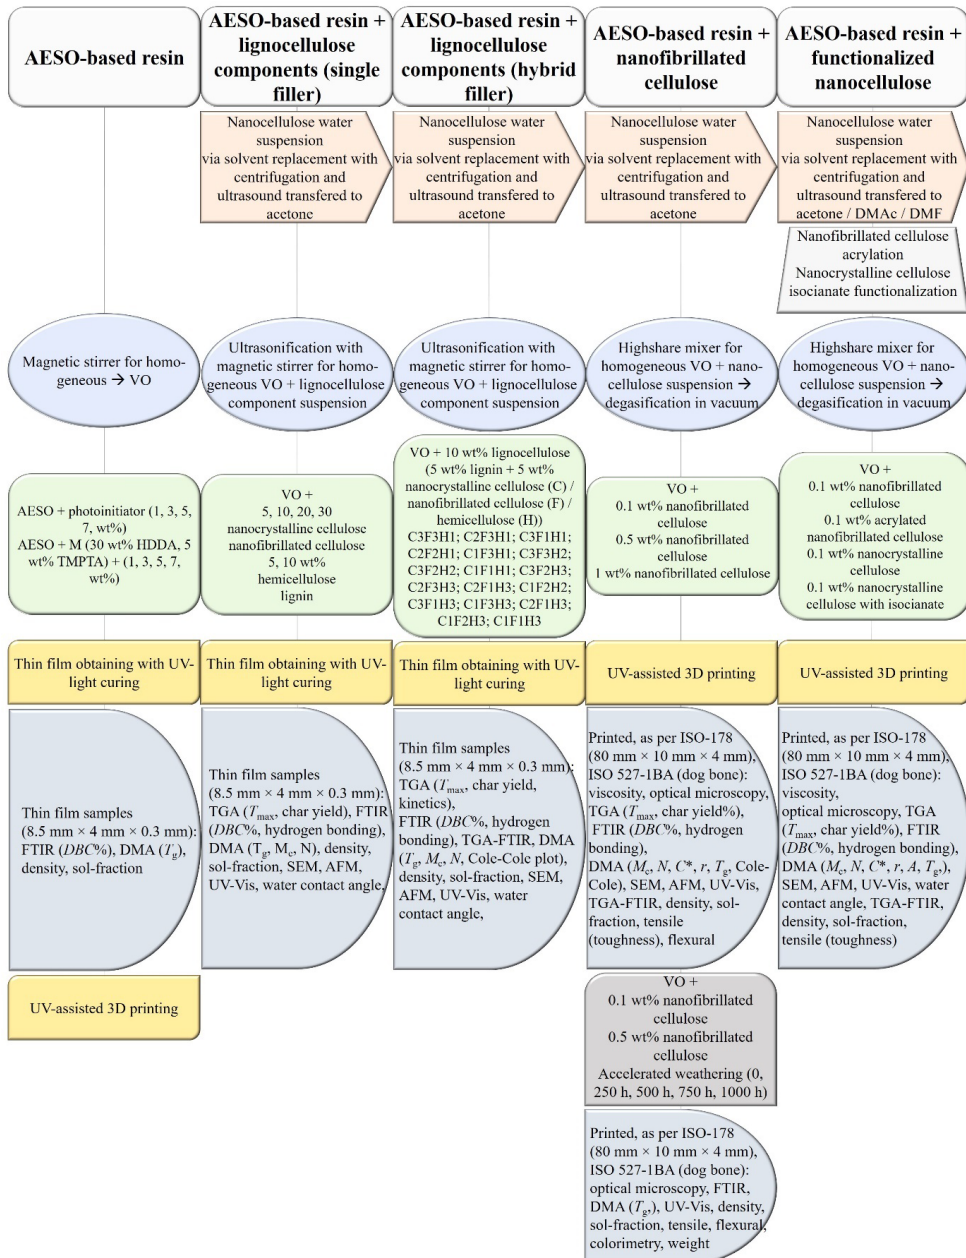 AESO-based resin
AESO-based resin +
lignocellulose
components (single
filler)
AESO-based resin +
lignocellulose
components (hybrid
filler)
AESO-based resin +
nanofibrillated
cellulose
AESO-based resin +
functionalized
nanocellulose
Nanocellulose water
suspension
via solvent replacement with
centrifugation and
ultrasound transfered to
acetone
Nanocellulose water
suspension
via solvent replacement with
centrifugation and
ultrasound transfered to
acetone
Nanocellulose water
suspension
via solvent replacement with
centrifugation and
ultrasound transfered to
acetone
Nanocellulose water
suspension
via solvent replacement with
centrifugation and
ultrasound transfered to
acetone / DMAc / DMF
Nanofibrillated cellulose
acrylation
Nanocrystalline cellulose
isocianate functionalization
Magnetic stirrer for homo-
geneous → VO
Ultrasonification with
magnetic stirrer for homo-
geneous VO + lignocellulose
component suspension
Ultrasonification with
magnetic stirrer for homo-
geneous VO + lignocellulose
component suspension
Highshare mixer for
homogeneous VO + nano-
cellulose suspension →
degasification in vacuum
Highshare mixer for
homogeneous VO + nano-
cellulose suspension →
degasification in vacuum
AESO + photoinitiator (1, 3, 5,
7, wt%)
AESO + M (30 wt% HDDA, 5
wt% TMPTA) + (1, 3, 5, 7,
wt%)
VO +
5, 10, 20, 30
nanocrystalline cellulose
nanofibrillated cellulose
5, 10 wt%
hemicellulose
lignin
VO + 10 wt% lignocellulose
(5 wt% lignin + 5 wt%
nanocrystalline cellulose (C) /
nanofibrillated cellulose (F) /
/ hemicellulose (H))
C3F3H1; C2F3H1; C3F1H1;
C2F2H1; C1F3H1; C3F3H2;
C3F2H2; C1F1H1; C3F2H3;
C2F3H3; C2F1H3; C1F2H2;
C3F1H3; C1F3H3; C2F1H3;
C1F2H3; C1F1H3
VO +
0.1 wt% nanofibrillated
cellulose
0.5 wt% nanofibrillated
cellulose
1 wt% nanofibrillated cellulose
VO +
0.1 wt% nanofibrillated
cellulose
0.1 wt% acrylated
nanofibrillated cellulose
0.1 wt% nanocrystalline
cellulose
0.1 wt% nanocrystalline
cellulose with isocianate
Thin film obtaining with UV-
light curing
Thin film obtaining with UV-
light curing
Thin film obtaining with UV-
light curing
UV-assisted 3D printing
UV-assisted 3D printing
Thin film samples
(8.5 mm × 4 mm × 0.3 mm):
FTIR (DBC%), DMA (Tg),
density, sol-fraction
Thin film samples
(8.5 mm × 4 mm × 0.3 mm):
TGA (Tmax, char yield), FTIR
(DBC%, hydrogen bonding),
DMA (Tg, Mc, N), density,
sol-fraction, SEM, AFM,
UV-Vis, water contact angle,
Thin film samples
(8.5 mm × 4 mm × 0.3 mm):
TGA (Tmax, char yield,
kinetics),
FTIR (DBC%, hydrogen
bonding), TGA-FTIR, DMA
(Tg, Mc, N, Cole-Cole plot),
density, sol-fraction, SEM,
AFM, UV-Vis, water
contact angle,
Printed, as per ISO-178
(80 mm × 10 mm × 4 mm),
ISO 527-1BA (dog bone):
viscosity, optical microscopy,
TGA (Tmax, char yield%),
FTIR (DBC%, hydrogen
bonding),
DMA (Mc, N, C*, r, Tg, Cole-
Cole), SEM, AFM, UV-Vis,
TGA-FTIR, density, sol-
fraction, tensile
(toughness), flexural
Printed, as per ISO-178
(80 mm × 10 mm × 4 mm),
ISO 527-1BA (dog bone):
viscosity,
optical microscopy, TGA
(Tmax, char yield%), FTIR
(DBC%, hydrogen bonding),
DMA (Mc, N, C*, r, A, Tg,),
SEM, AFM, UV-Vis, water
contact angle, TGA-FTIR,
density, sol-fraction,
tensile (toughness)
UV-assisted 3D printing
VO +
0.1 wt% nanofibrillated
cellulose
0.5 wt% nanofibrillated
cellulose
Accelerated weathering (0,
250 h, 500 h, 750 h, 1000 h)
Printed, as per ISO-178
(80 mm × 10 mm × 4 mm),
ISO 527-1BA (dog bone):
optical microscopy, FTIR,
DMA (Tg,), UV-Vis, density,
sol-fraction, tensile, flexural,
colorimetry, weight